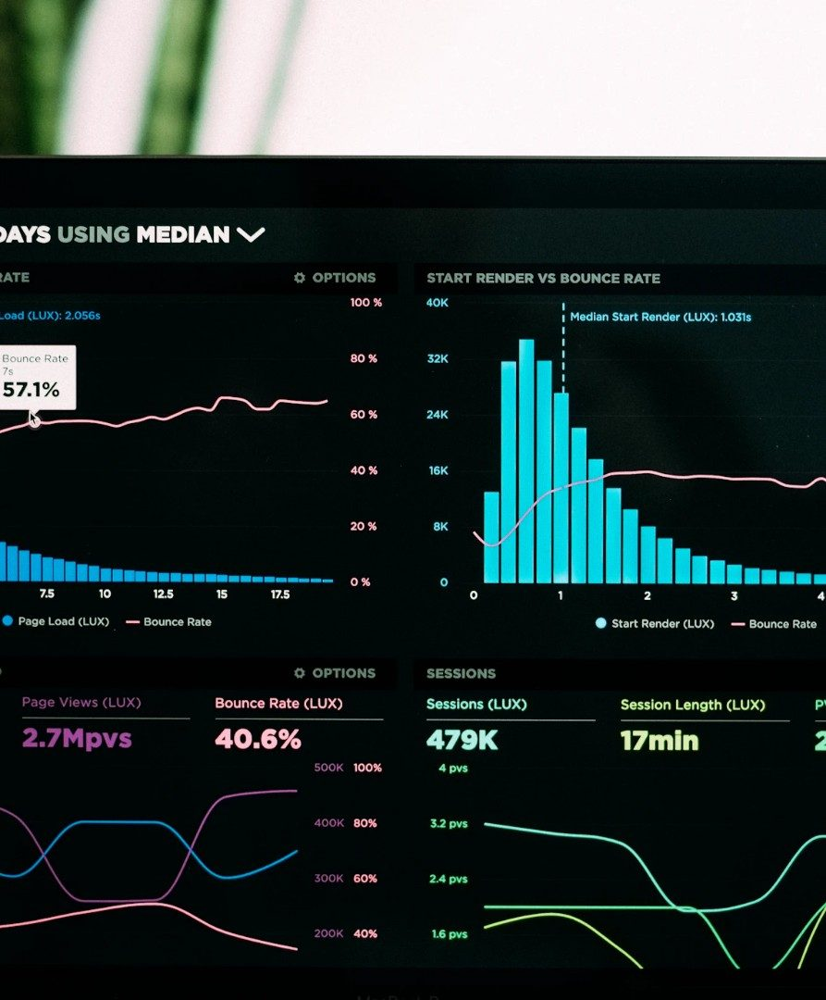 DAYS USING MEDIAN
RATE
OPTIONS
Load (LUX): 2.056s
Bounce Rate
7s
57.1%
100 %
80 %
60 %
40 %
20 %
0 %
7.5 10 12.5 15 17.5
Page Load (LUX) Bounce Rate
START RENDER VS BOUNCE RATE
Median Start Render (LUX): 1.031s
40K
32K
24K
16K
8K
0
0 1 2 3 4
Start Render (LUX) Bounce Rate
OPTIONS
Page Views (LUX) Bounce Rate (LUX)
2.7Mpvs 40.6%
500K 100%
400K 80%
300K 60%
200K 40%
SESSIONS
Sessions (LUX) Session Length (LUX) PV
479K 17min 2
4 pvs
3.2 pvs
2.4 pvs
1.6 pvs